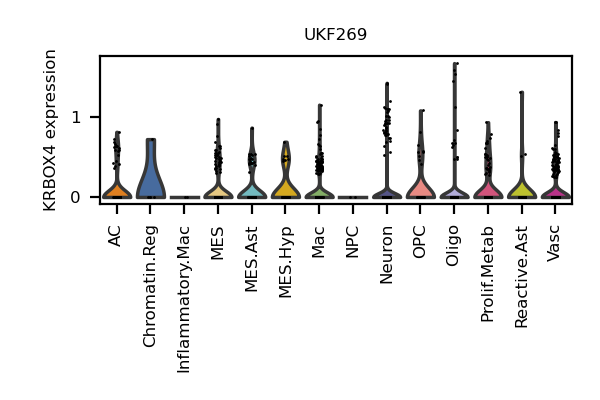 UKF269
KRBOX4 expression
1
0
AC
Chromatin.Reg
Inflammatory.Mac
MES
MES.Ast
MES.Hyp
Mac
NPC
Neuron
OPC
Oligo
Prolif.Metab
Reactive.Ast
Vasc